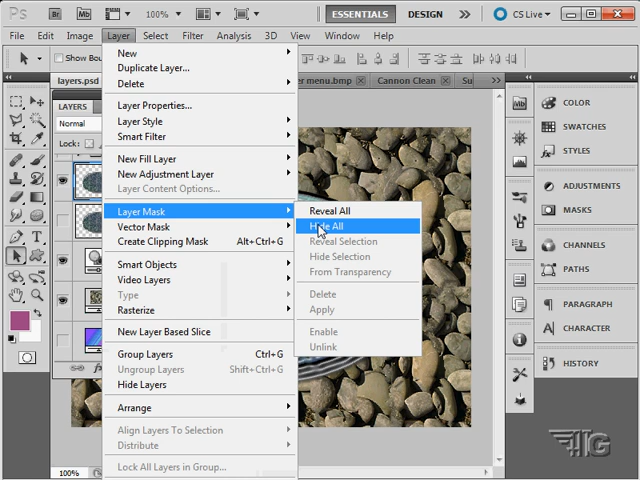 Ps Br Mb 100% ESSENTIALS DESIGN >> CS Live
File Edit Image Layer Select Filter Analysis 3D View Window Help
Show Bou
layers.psd
er menu.bmp Cannon Clean Su >>
LAYERS
Normal
Lock:
New
Duplicate Layer...
Delete
Layer Properties...
Layer Style
Smart Filter
New Fill Layer
New Adjustment Layer
Layer Content Options...
Layer Mask
Vector Mask
Create Clipping Mask Alt+Ctrl+G
Smart Objects
Video Layers
Type
Rasterize
New Layer Based Slice
Group Layers Ctrl+G
Ungroup Layers Shift+Ctrl+G
Hide Layers
Arrange
Align Layers To Selection
Distribute
Lock All Layers in Group...
Reveal All
Hide All
Reveal Selection
Hide Selection
From Transparency
Delete
Apply
Enable
Unlink
Mb
COLOR
SWATCHES
STYLES
ADJUSTMENTS
MASKS
CHANNELS
PATHS
PARAGRAPH
CHARACTER
HISTORY
100%